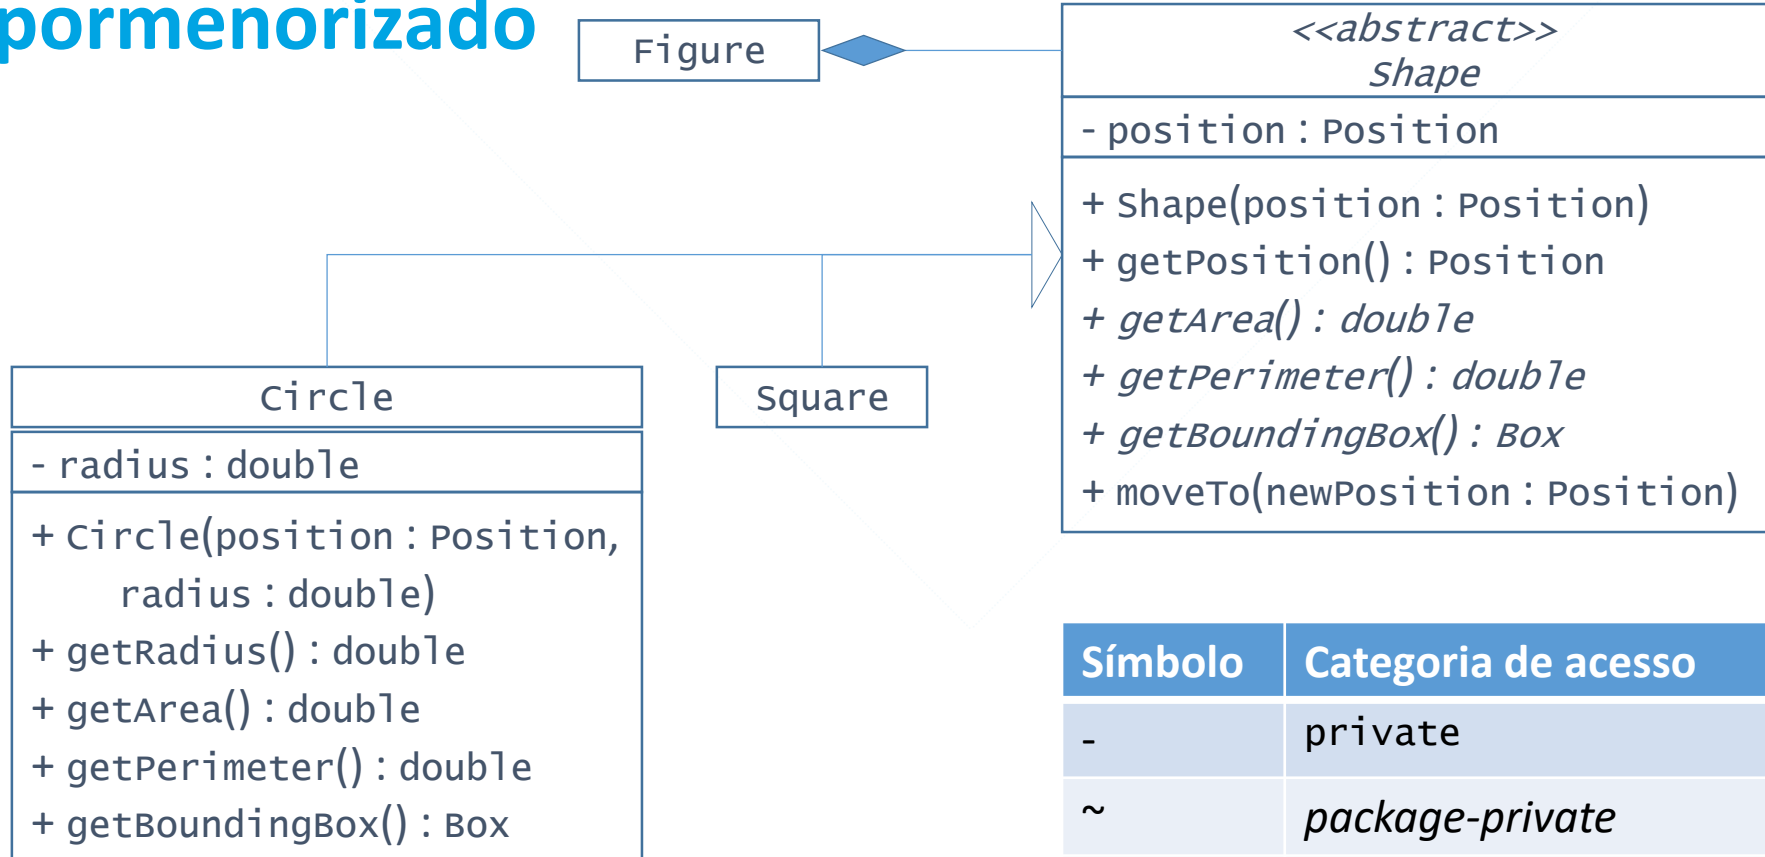 pormenorizado
Figure
<<abstract>>
Shape
- position : Position
+ Shape(position : Position)
+ getPosition() : Position
+ getArea() : double
+ getPerimeter() : double
+ getBoundingBox() : Box
+ moveTo(newPosition : Position)
Circle
- radius : double
+ Circle(position : Position,
radius : double)
+ getRadius() : double
+ getArea() : double
+ getPerimeter() : double
+ getBoundingBox() : Box
Square
Símbolo Categoria de acesso
- private
~ package-private